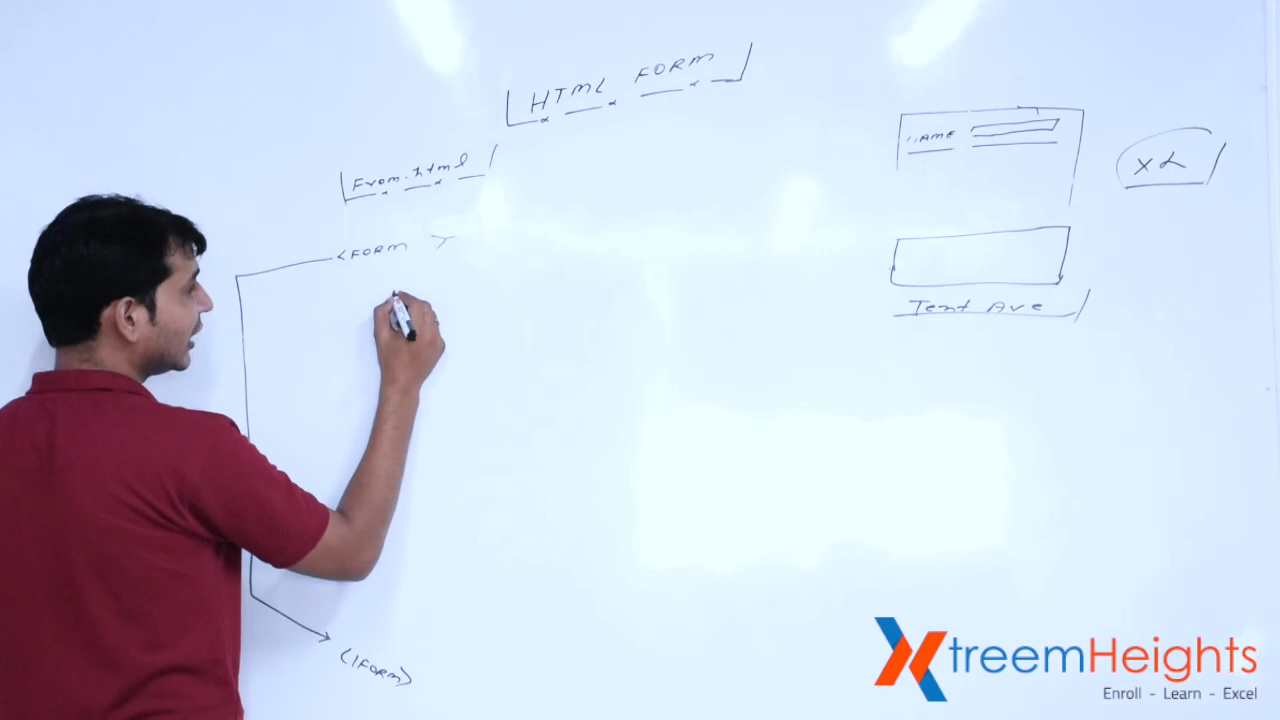 HTML FORM
From.html
<FORM >
</FORM>
NAME
XL
Text Are
XtreemHeights
Enroll - Learn - Excel